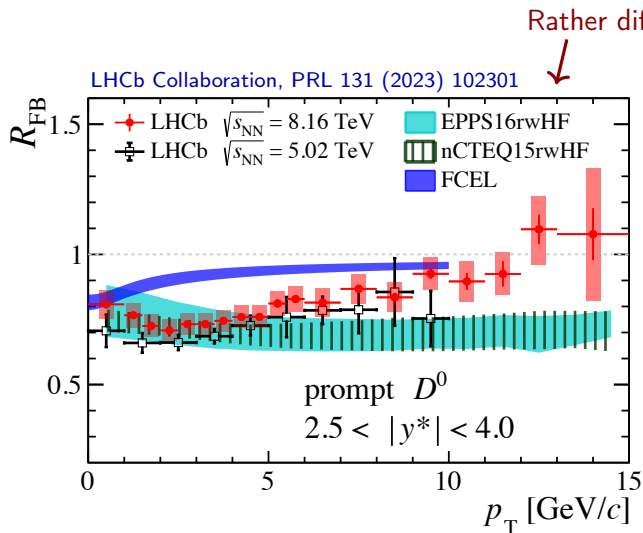 Rather dif
LHCb Collaboration, PRL 131 (2023) 102301
R_FB
1.5
1
0.5
LHCb √s_NN = 8.16 TeV
LHCb √s_NN = 5.02 TeV
EPPS16rwHF
nCTEQ15rwHF
FCEL
prompt D⁰
2.5 < |y*| < 4.0
0 5 10 15
p_T [GeV/c]